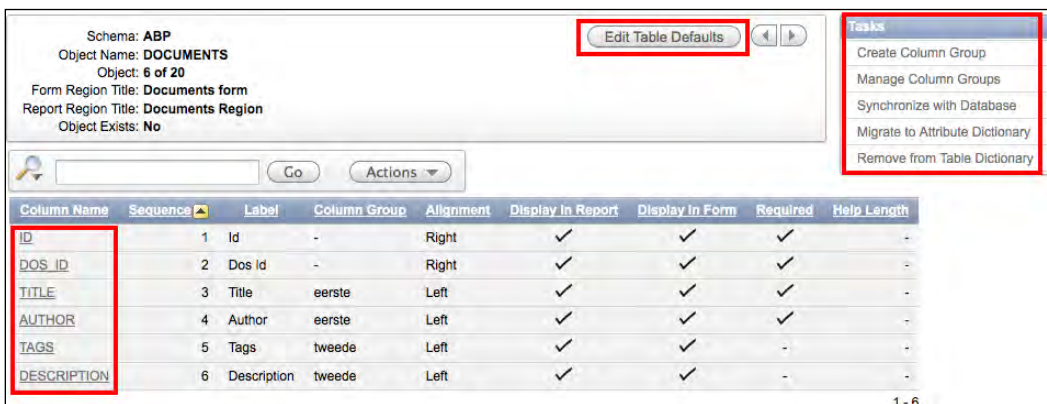 Schema: ABP
Object Name: DOCUMENTS
Object: 6 of 20
Form Region Title: Documents form
Report Region Title: Documents Region
Object Exists: No
Edit Table Defaults
Tasks
Create Column Group
Manage Column Groups
Synchronize with Database
Migrate to Attribute Dictionary
Remove from Table Dictionary
Go Actions
Column Name Sequence Label Column Group Alignment Display In Report Display In Form Required Help Length
ID 1 Id - Right -
DOS_ID 2 Dos Id - Right -
TITLE 3 Title eerste Left -
AUTHOR 4 Author eerste Left -
TAGS 5 Tags tweede Left - -
DESCRIPTION 6 Description tweede Left - -
1 - 6